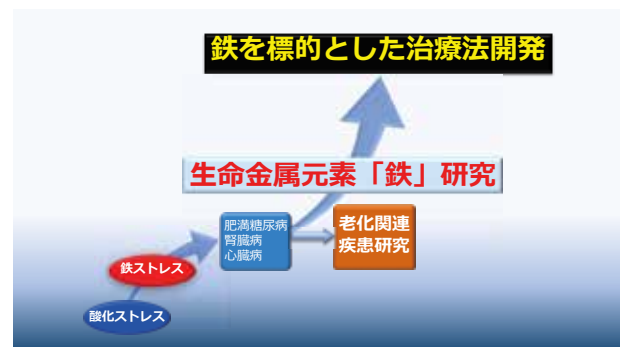 鉄を標的とした治療法開発
生命金属元素「鉄」研究
肥満糖尿病
腎臓病
心臓病
老化関連
疾患研究
鉄ストレス
酸化ストレス